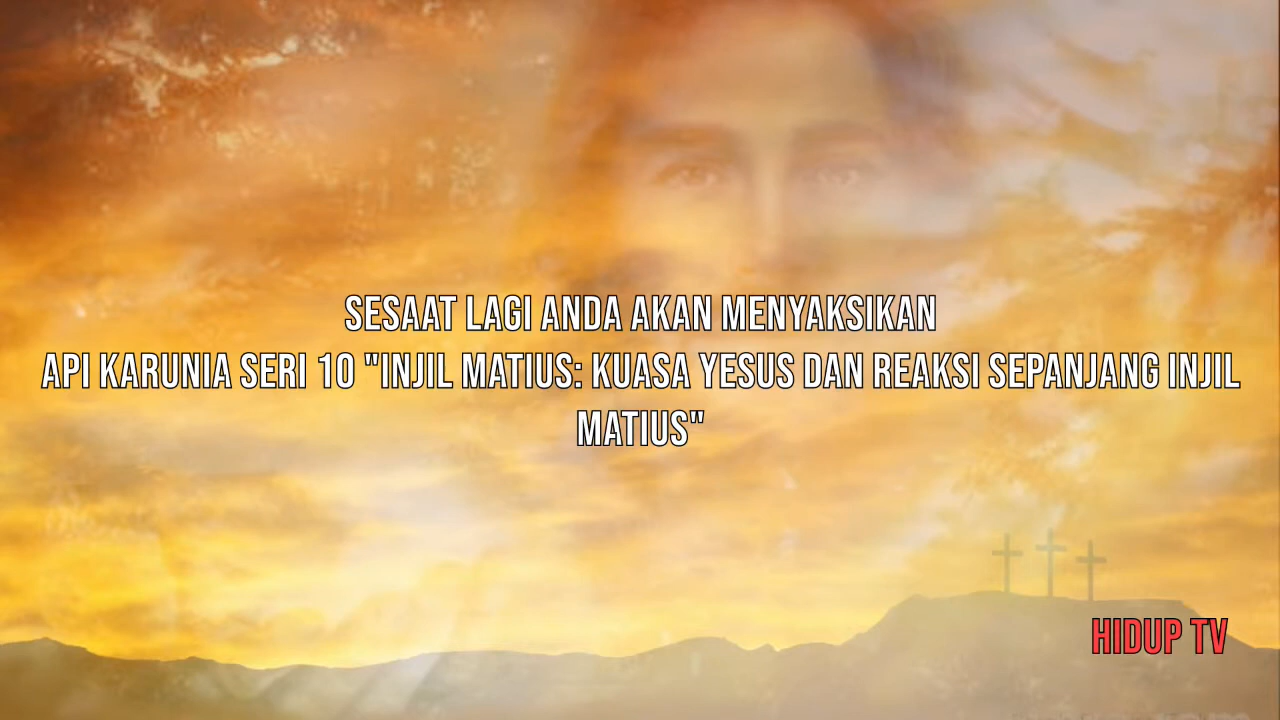 SESAAT LAGI ANDA AKAN MENYAKSIKAN
API KARUNIA SERI 10 "INJIL MATIUS: KUASA YESUS DAN REAKSI SEPANJANG INJIL
MATIUS"
HIDUP TV